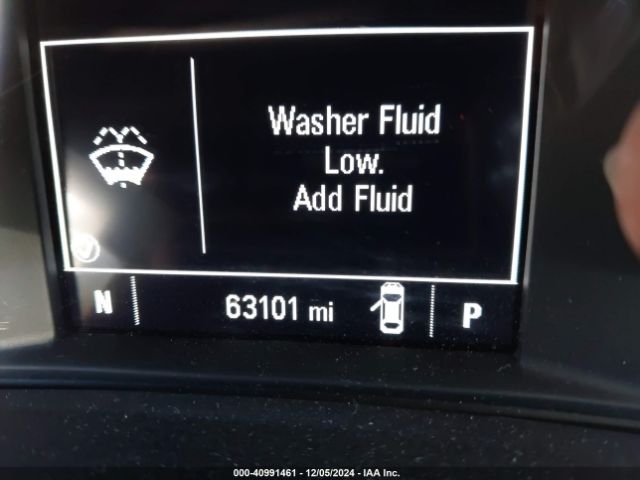 Washer Fluid
Low.
Add Fluid
N 63101 mi P
000-40991461 - 12/05/2024 - IAA Inc.